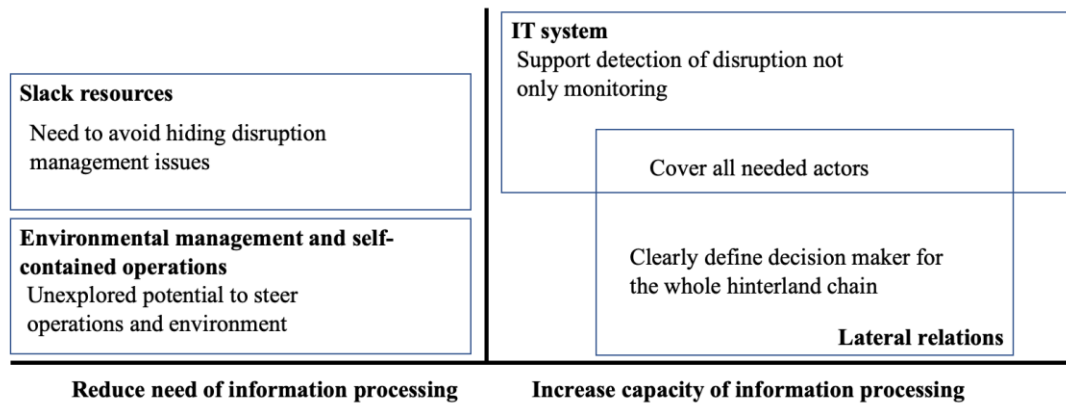 Slack resources
Need to avoid hiding disruption
management issues
Environmental management and self-
contained operations
Unexplored potential to steer
operations and environment
IT system
Support detection of disruption not
only monitoring
Cover all needed actors
Clearly define decision maker for
the whole hinterland chain
Lateral relations
Reduce need of information processing
Increase capacity of information processing